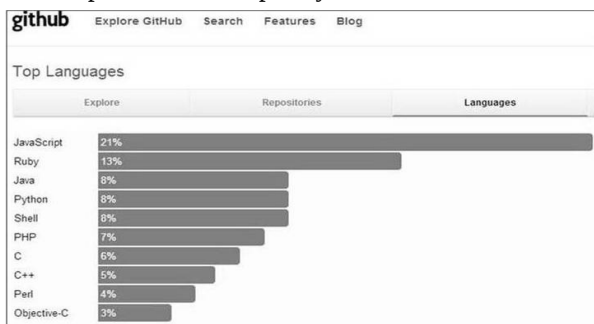 github Explore GitHub Search Features Blog
Top Languages
Explore Repositories Languages
JavaScript 21%
Ruby 13%
Java 8%
Python 8%
Shell 8%
PHP 7%
C 6%
C++ 5%
Perl 4%
Objective-C 3%